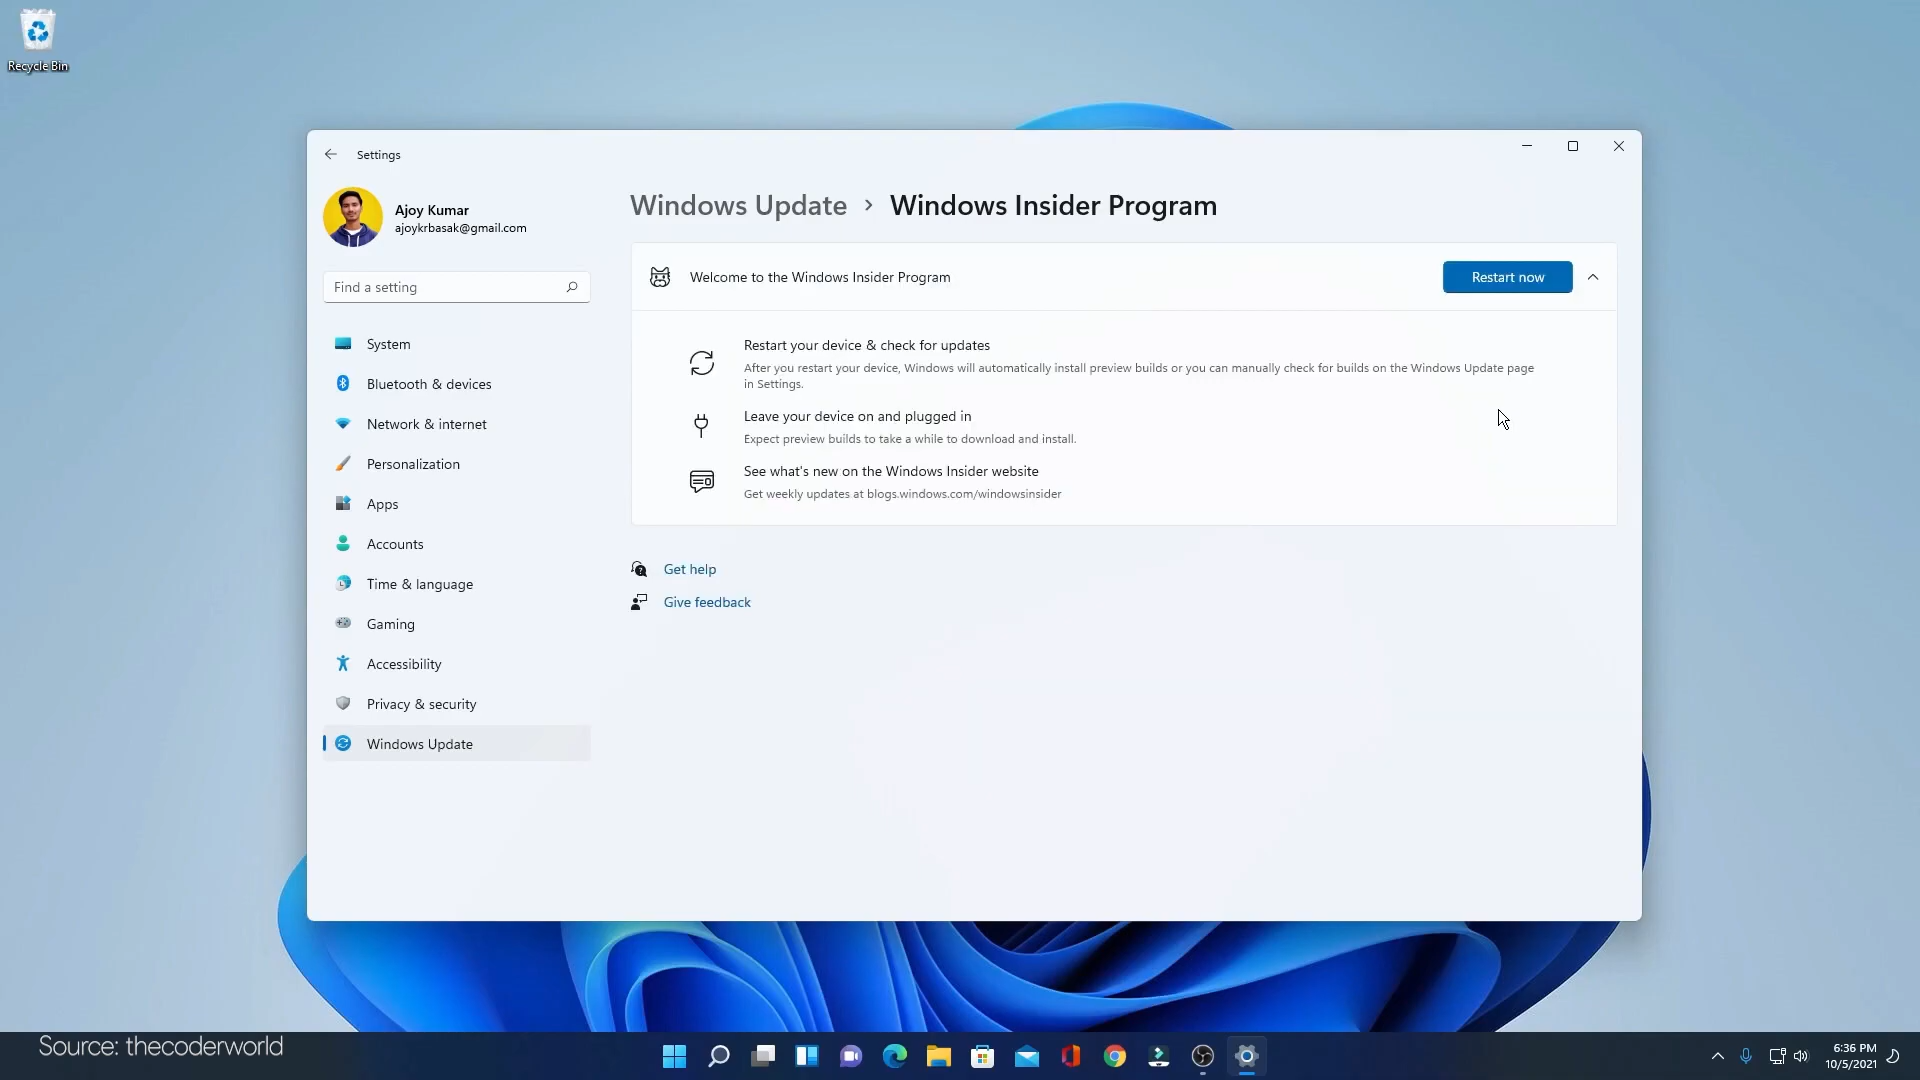 Recycle Bin
Settings
Ajoy Kumar
ajoykrbasak@gmail.com
Find a setting
System
Bluetooth & devices
Network & internet
Personalization
Apps
Accounts
Time & language
Gaming
Accessibility
Privacy & security
Windows Update
Windows Update > Windows Insider Program
Welcome to the Windows Insider Program
Restart now
Restart your device & check for updates
After you restart your device, Windows will automatically install preview builds or you can manually check for builds on the Windows Update page
in Settings.
Leave your device on and plugged in
Expect preview builds to take a while to download and install.
See what's new on the Windows Insider website
Get weekly updates at blogs.windows.com/windowsinsider
Get help
Give feedback
Source: thecoderworld
6:36 PM
10/5/2021